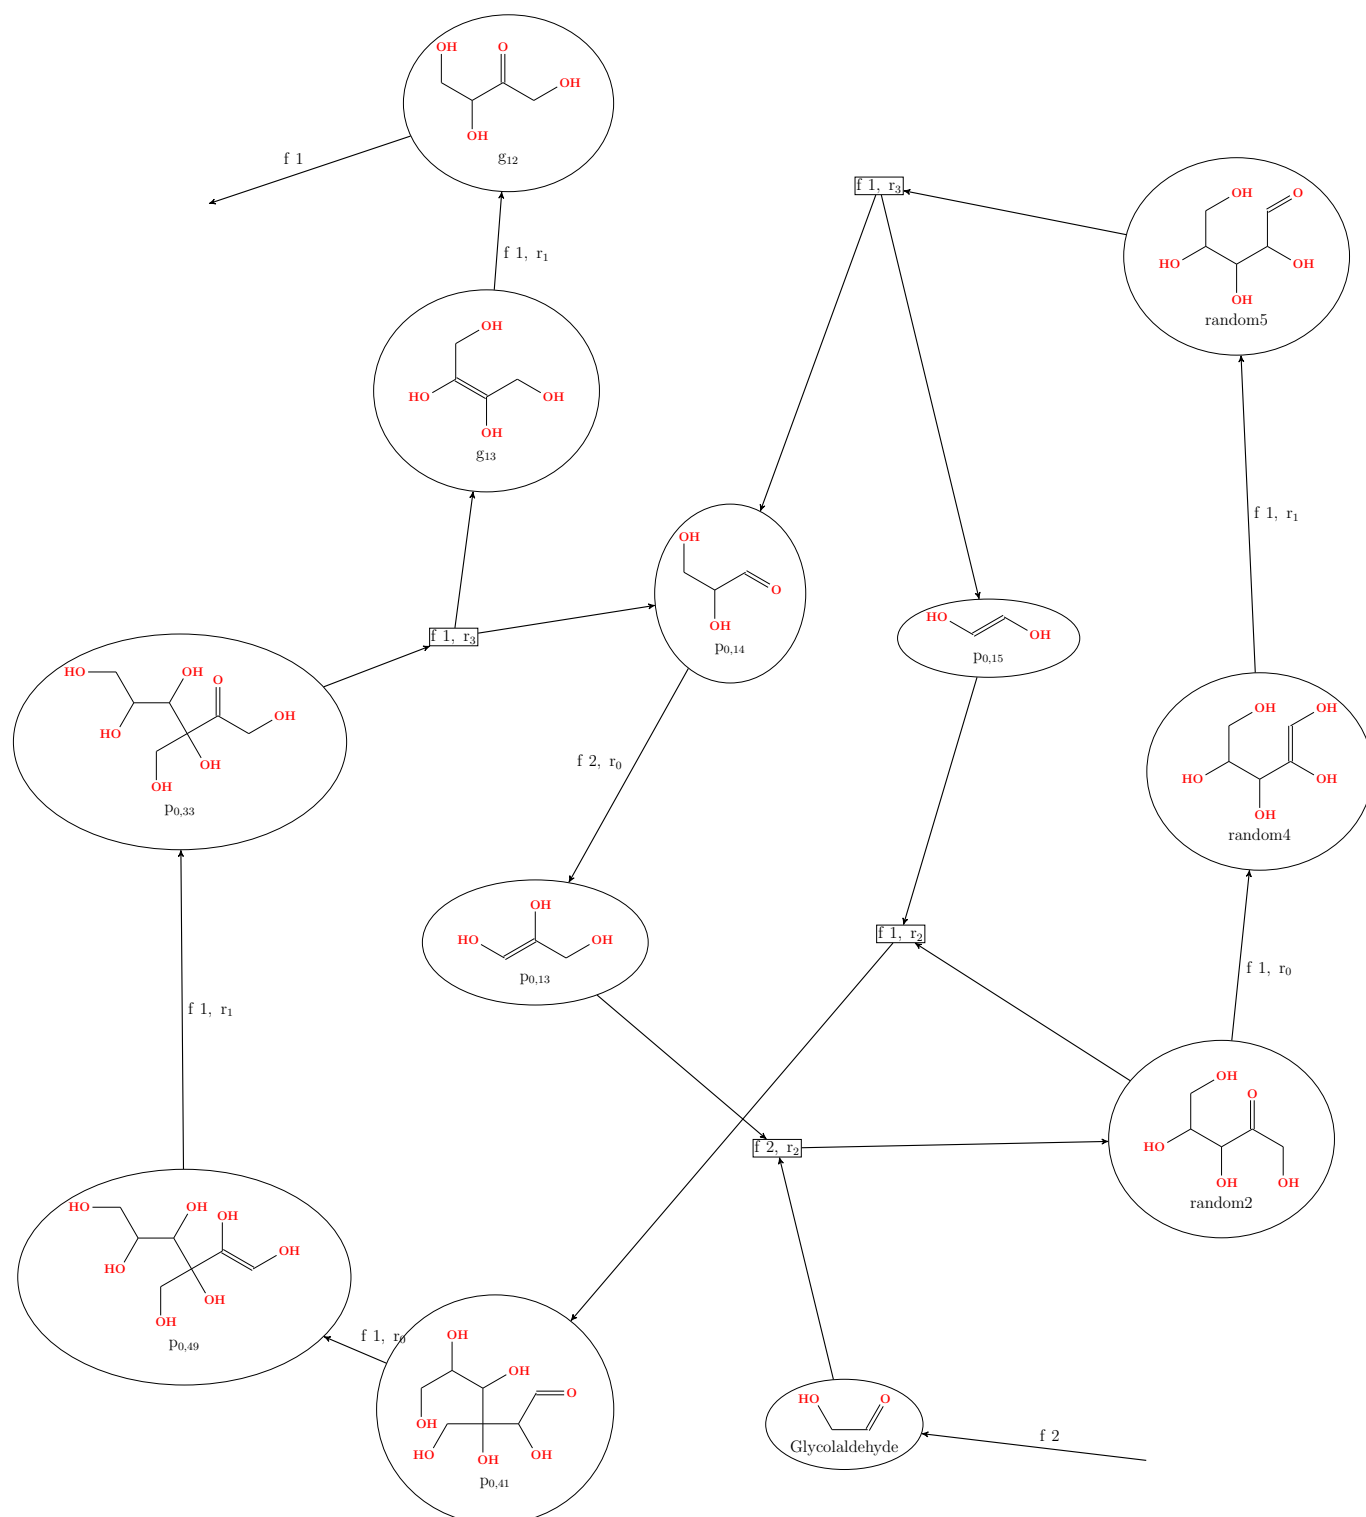 OH O
OH
OH
g12
f 1
f 1, r3
OH O
HO OH
OH
random5
f 1, r1
OH
HO OH
OH
g13
f 1, r1
OH
O
OH
p0,14
HO
OH
p0,15
f 1, r3
HO OH
O
OH
HO
OH
OH
p0,33
f 2, r0
OH OH
HO OH
OH
random4
OH
HO OH
p0,13
f 1, r2
f 1, r0
f 1, r1
OH
O
HO
OH OH
random2
f 2, r2
HO OH
OH
OH
HO
OH
OH
p0,49
f 1, r0
OH
OH
O
OH
HO OH
OH
p0,41
HO O
Glycolaldehyde
f 2